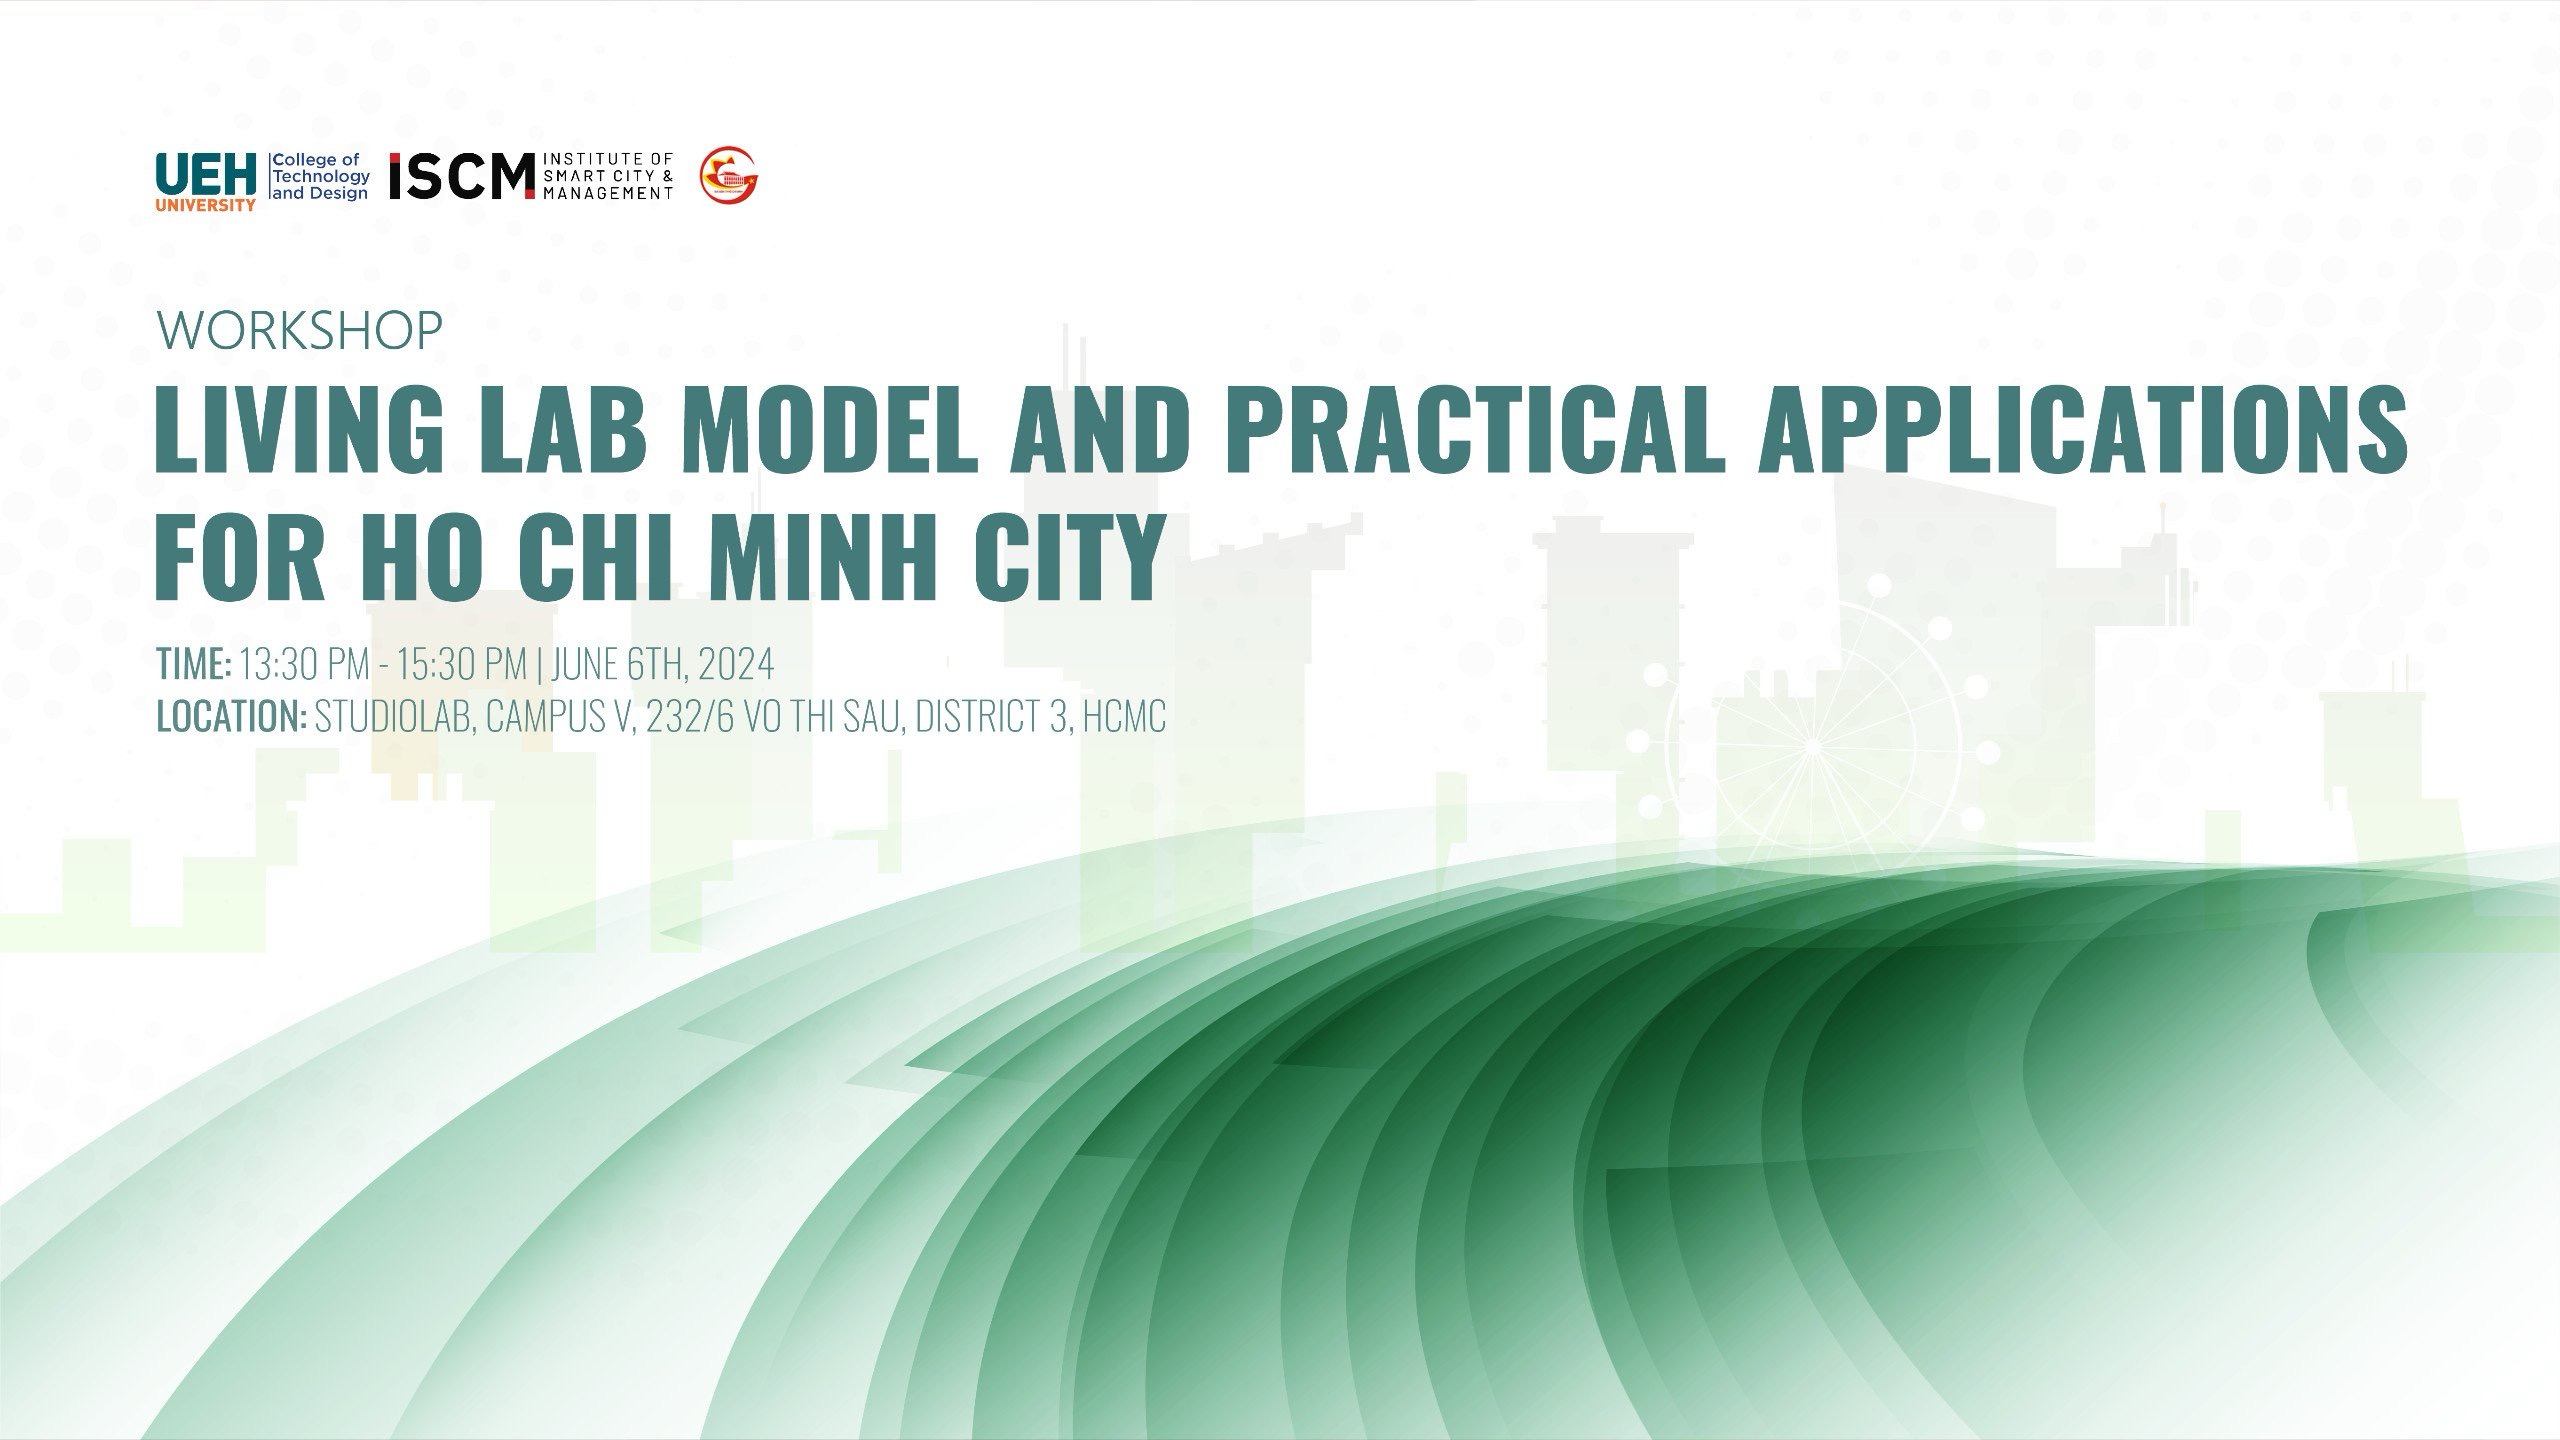 UEH
UNIVERSITY
College of
Technology
and Design
ISCM
INSTITUTE OF
SMART CITY &
MANAGEMENT
WORKSHOP
LIVING LAB MODEL AND PRACTICAL APPLICATIONS
FOR HO CHI MINH CITY
TIME: 13:30 PM - 15:30 PM | JUNE 6TH, 2024
LOCATION: STUDIOLAB, CAMPUS V, 232/6 VO THI SAU, DISTRICT 3, HCMC